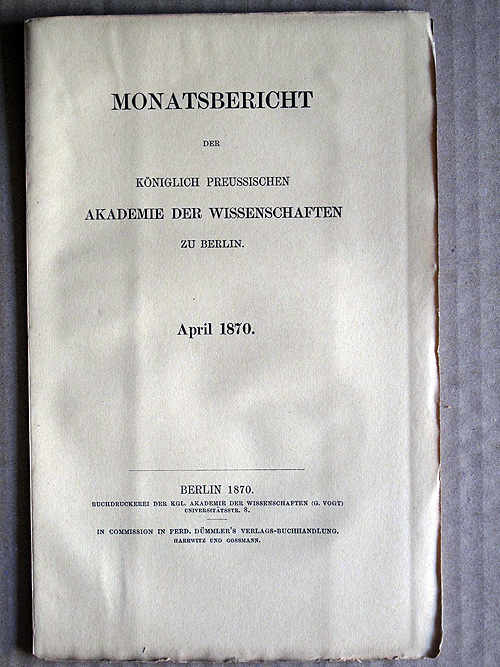 MONATSBERICHT
DER
KÖNIGLICH PREUSSISCHEN
AKADEMIE DER WISSENSCHAFTEN
ZU BERLIN.
April 1870.
BERLIN 1870.
BUCHDRUCKEREI DER KGL. AKADEMIE DER WISSENSCHAFTEN (G. VOGT)
UNIVERSITÄTSSTR. 8.
IN COMMISSION IN FERD. DÜMMLER'S VERLAGS-BUCHHANDLUNG.
HARRWITZ UND GOSSMANN.